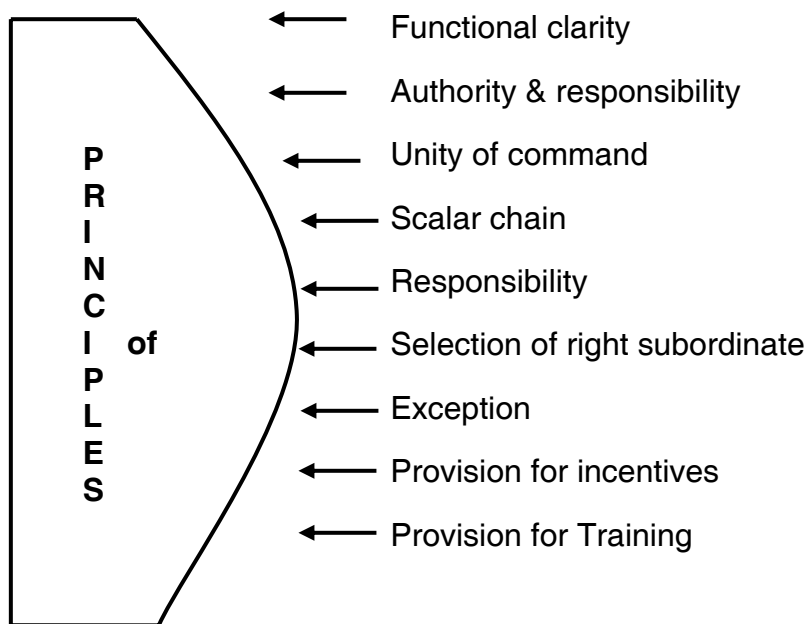 PRINCIPLES
of
Functional clarity
Authority & responsibility
Unity of command
Scalar chain
Responsibility
Selection of right subordinate
Exception
Provision for incentives
Provision for Training